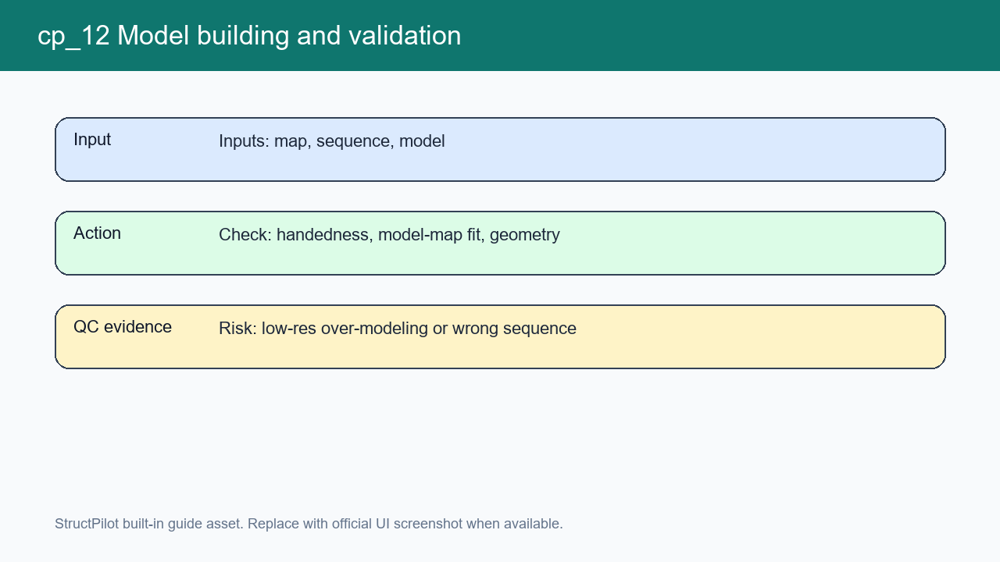 cp_12 Model building and validation
Input
Inputs: map, sequence, model
Action
Check: handedness, model-map fit, geometry
QC evidence
Risk: low-res over-modeling or wrong sequence
StructPilot built-in guide asset. Replace with official UI screenshot when available.